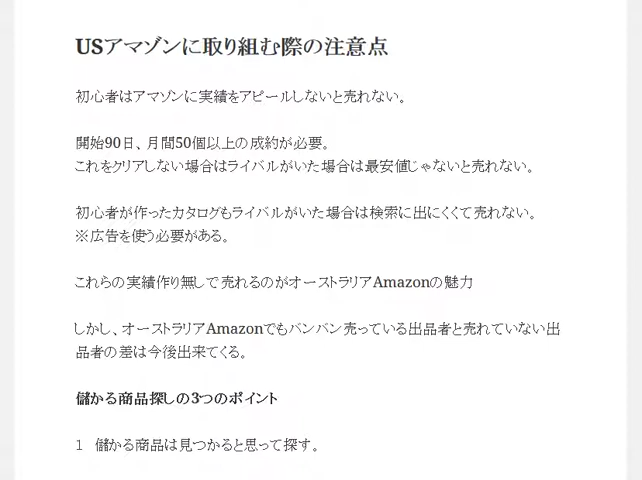 USアマゾンに取り組む際の注意点
初心者はアマゾンに実績をアピールしないと売れない。
開始90日、月間50個以上の成約が必要。
これをクリアしない場合はライバルがいた場合は最安値じゃないと売れない。
初心者が作ったカタログもライバルがいた場合は検索に出にくくて売れない。
※広告を使う必要がある。
これらの実績作り無しで売れるのがオーストラリアAmazonの魅力
しかし、オーストラリアAmazonでもバンバン売っている出品者と売れていない出
品者の差は今後出来てくる。
儲かる商品探しの3つのポイント
1 儲かる商品は見つかると思って探す。